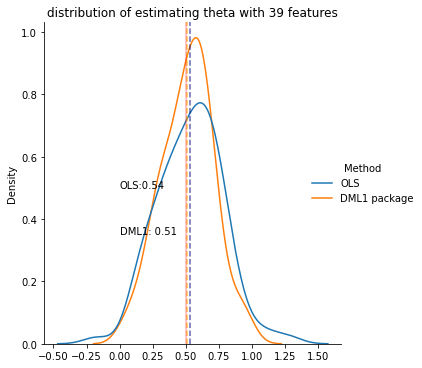 distribution of estimating theta with 39 features
1.0
0.8
0.6
0.4
0.2
0.0
Density
OLS:0.54
DML1: 0.51
Method
OLS
DML1 package
−0.50 −0.25 0.00 0.25 0.50 0.75 1.00 1.25 1.50